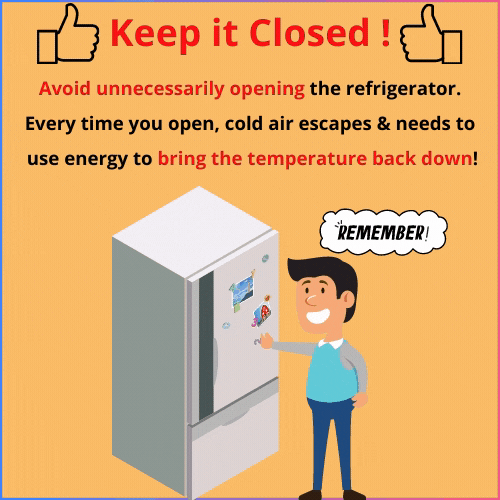 Keep it Closed !
Avoid unnecessarily opening the refrigerator.
Every time you open, cold air escapes & needs to
use energy to bring the temperature back down!
REMEMBER!